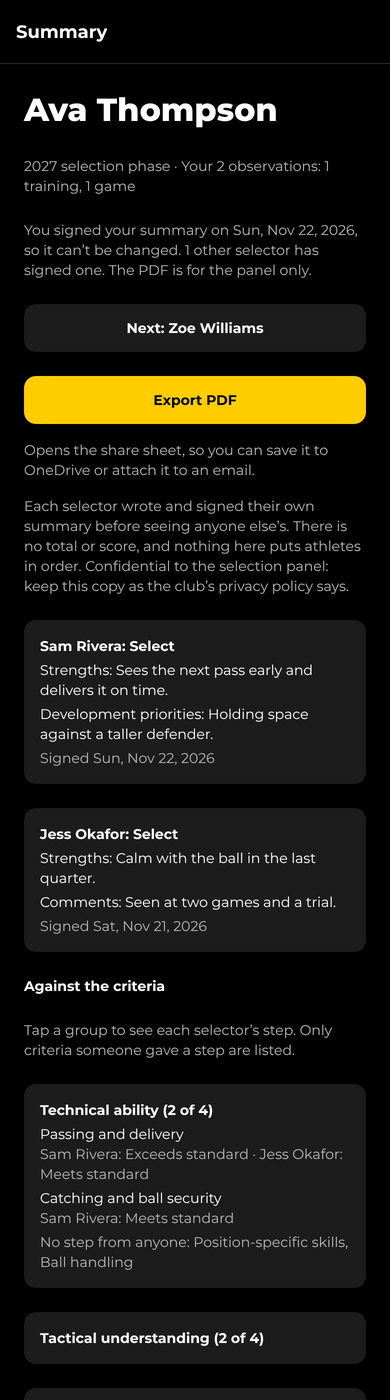 Summary
Ava Thompson
2027 selection phase · Your 2 observations: 1
training, 1 game
You signed your summary on Sun, Nov 22, 2026,
so it can’t be changed. 1 other selector has
signed one. The PDF is for the panel only.
Next: Zoe Williams
Export PDF
Opens the share sheet, so you can save it to
OneDrive or attach it to an email.
Each selector wrote and signed their own
summary before seeing anyone else’s. There is
no total or score, and nothing here puts athletes
in order. Confidential to the selection panel:
keep this copy as the club’s privacy policy says.
Sam Rivera: Select
Strengths: Sees the next pass early and
delivers it on time.
Development priorities: Holding space
against a taller defender.
Signed Sun, Nov 22, 2026
Jess Okafor: Select
Strengths: Calm with the ball in the last
quarter.
Comments: Seen at two games and a trial.
Signed Sat, Nov 21, 2026
Against the criteria
Tap a group to see each selector’s step. Only
criteria someone gave a step are listed.
Technical ability (2 of 4)
Passing and delivery
Sam Rivera: Exceeds standard · Jess Okafor:
Meets standard
Catching and ball security
Sam Rivera: Meets standard
No step from anyone: Position-specific skills,
Ball handling
Tactical understanding (2 of 4)